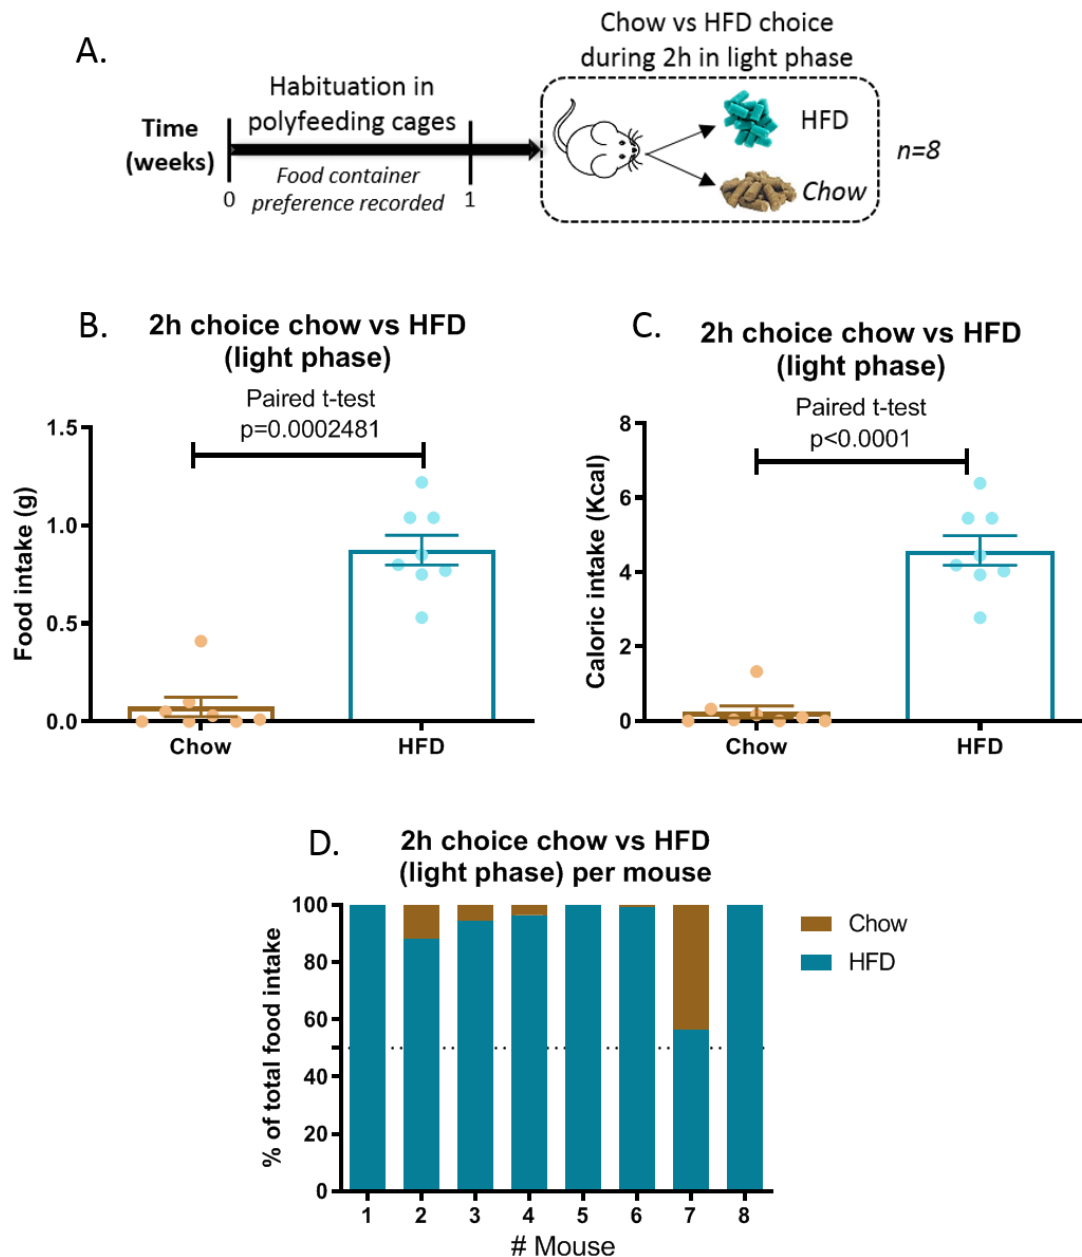 A.
Time
(weeks)
Habituation in
polyfeeding cages
Food container
preference recorded
0
1
Chow vs HFD choice
during 2h in light phase
HFD
Chow
n=8
B.
2h choice chow vs HFD
(light phase)
Paired t-test
p=0.0002481
Food intake (g)
1.5
1.0
0.5
0.0
Chow
HFD
C.
2h choice chow vs HFD
(light phase)
Paired t-test
p<0.0001
Caloric intake (Kcal)
8
6
4
2
0
Chow
HFD
D.
2h choice chow vs HFD
(light phase) per mouse
% of total food intake
100
80
60
40
20
0
1 2 3 4 5 6 7 8
# Mouse
Chow
HFD